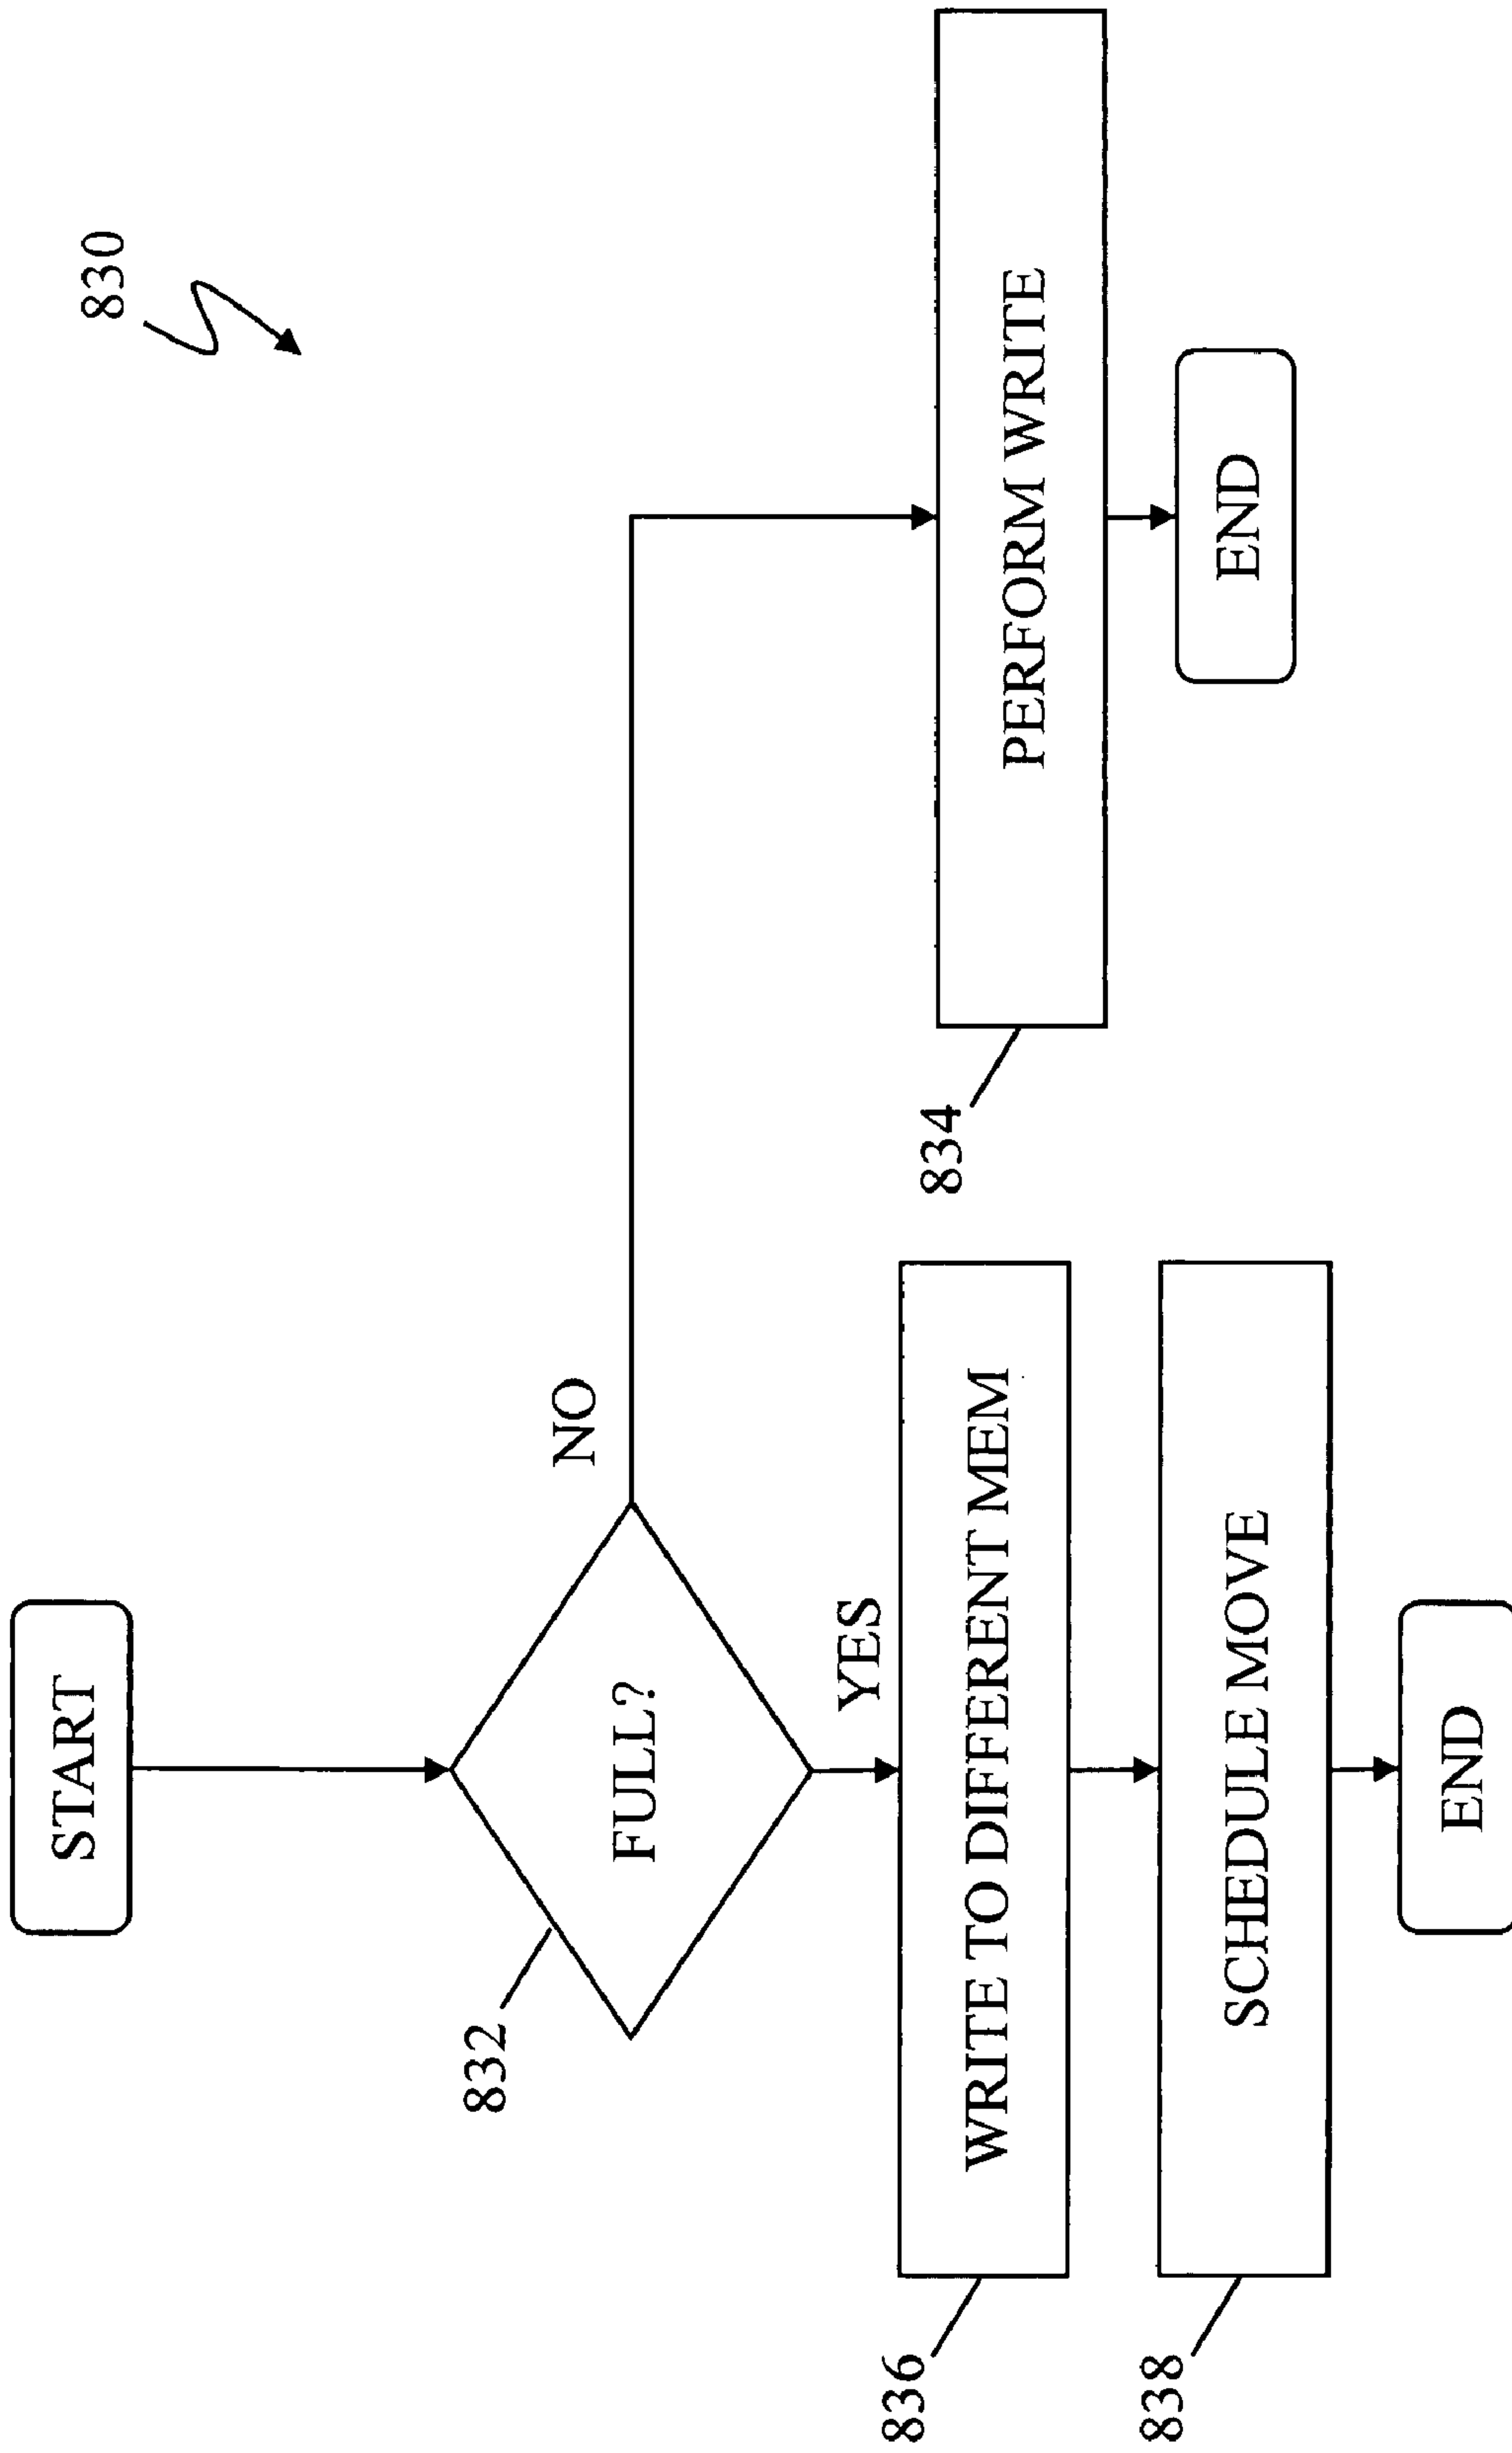 830
START
832
FULL?
NO
YES
834
PERFORM WRITE
END
836
WRITE TO DIFFERENT MEM
838
SCHEDULE MOVE
END